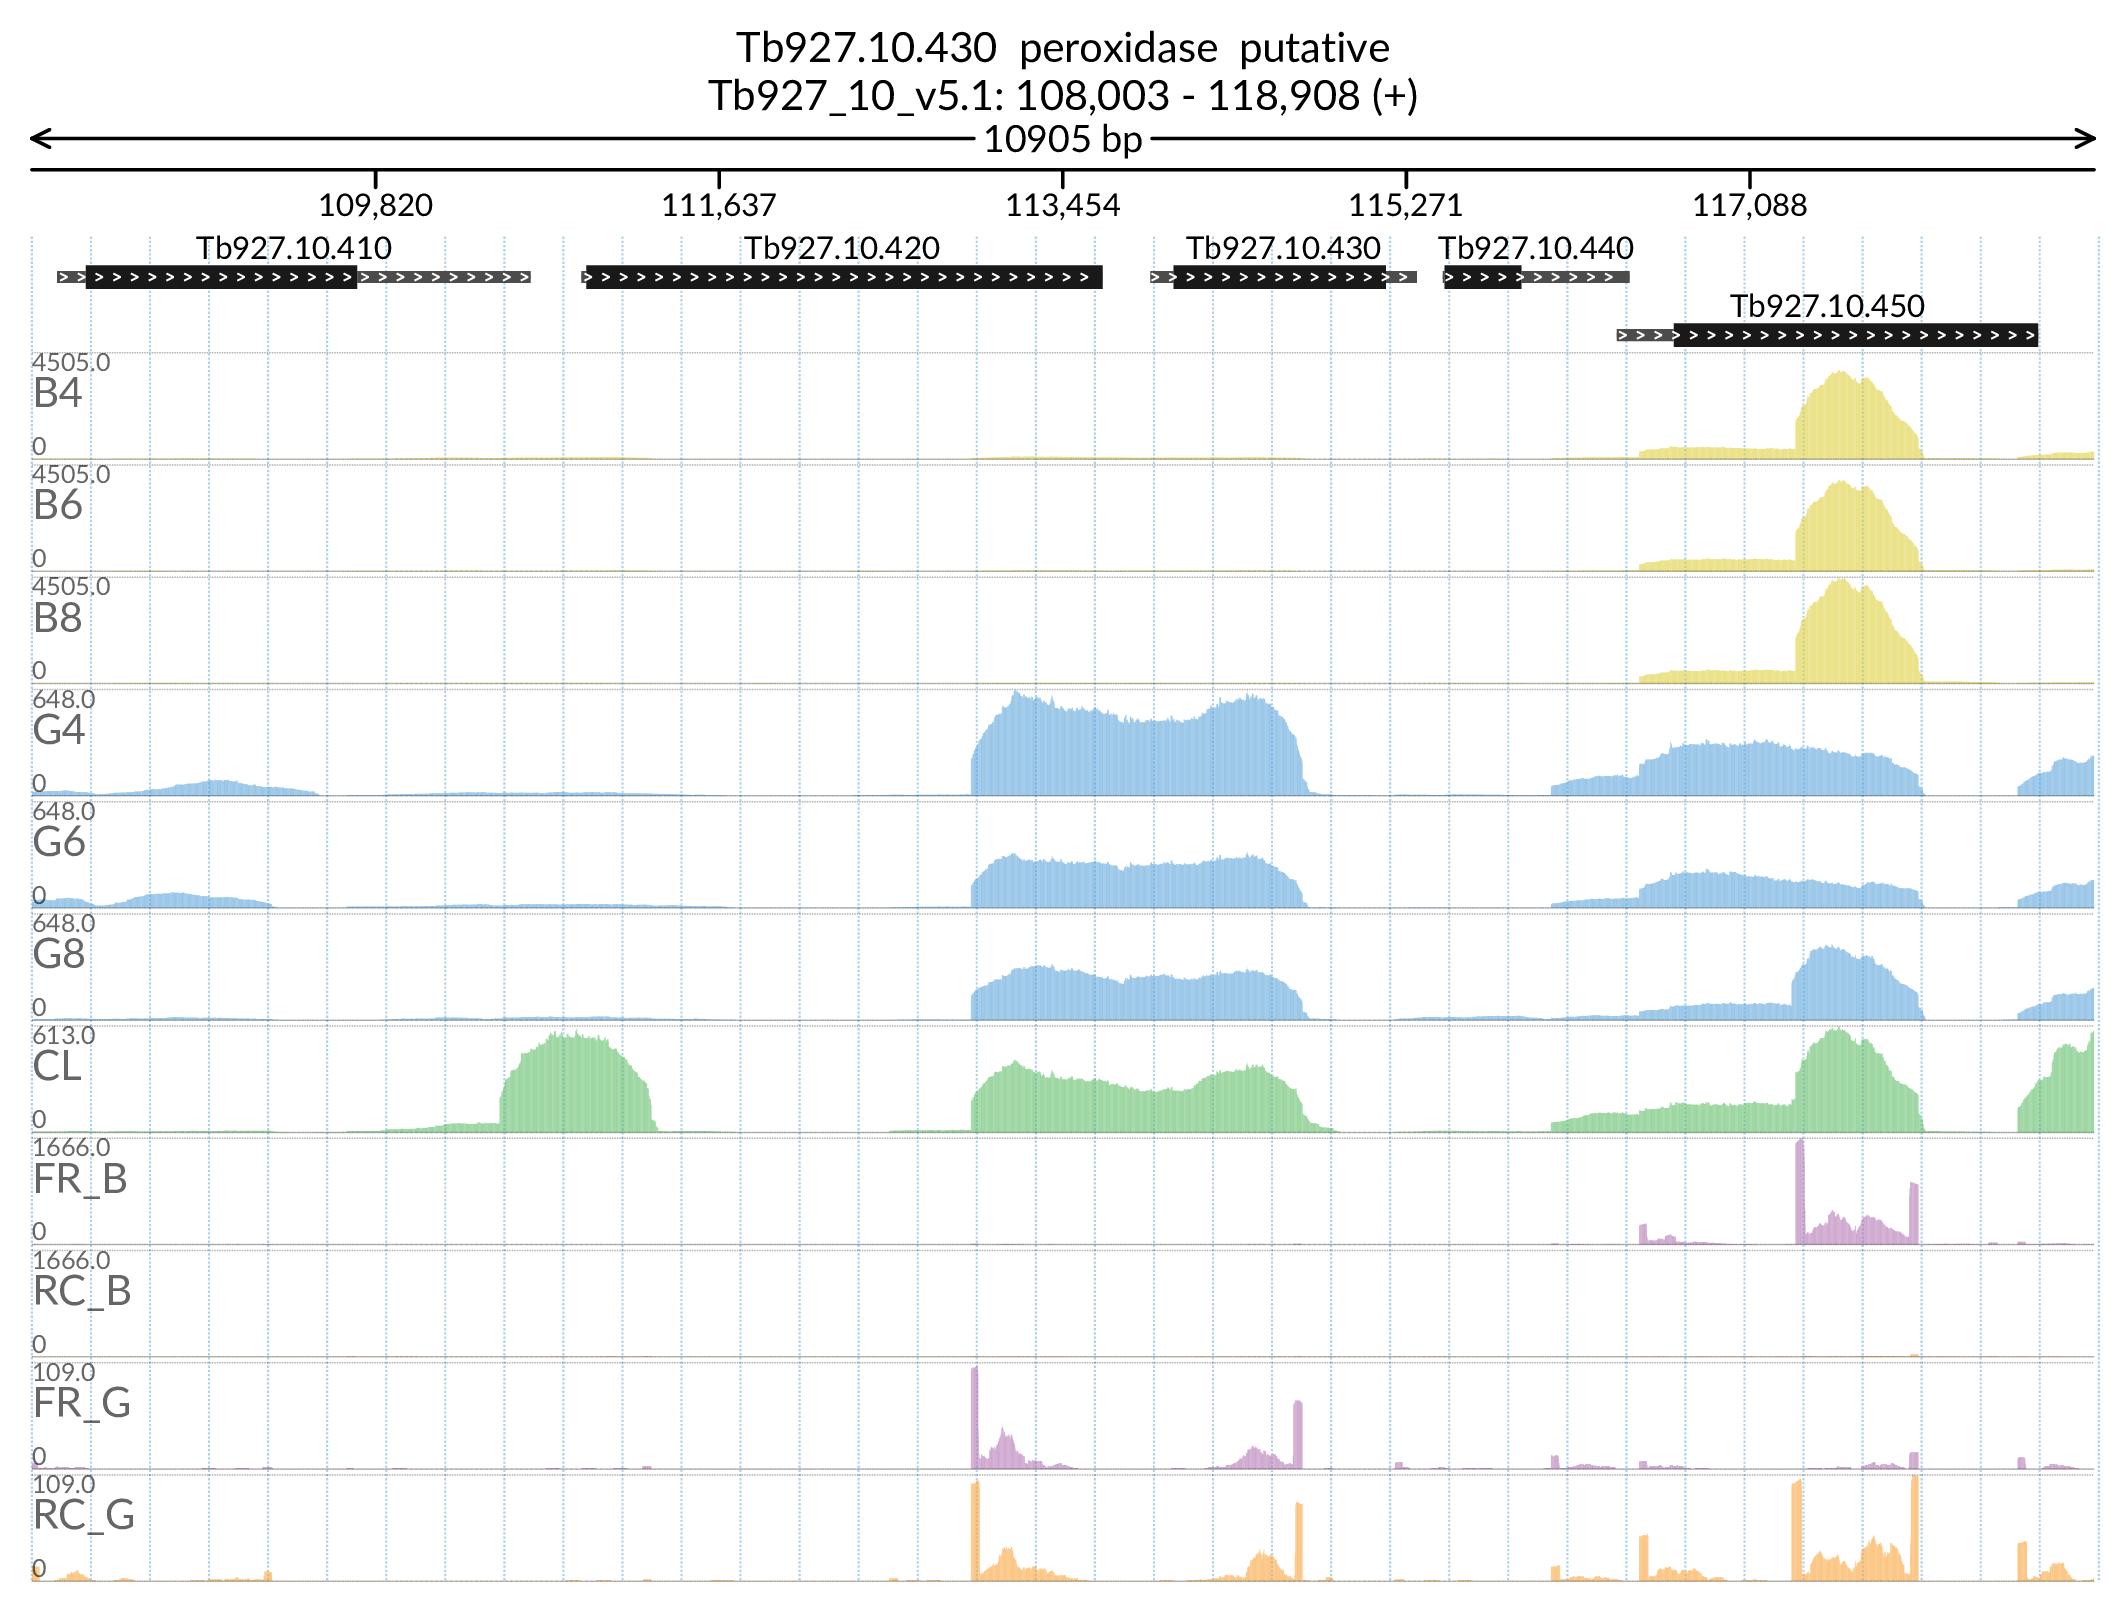 Tb927.10.430 peroxidase putative
Tb927_10_v5.1: 108,003 - 118,908 (+)
10905 bp
109,820 111,637 113,454 115,271 117,088
Tb927.10.410 Tb927.10.420 Tb927.10.430 Tb927.10.440
Tb927.10.450
4505.0
B4
0
4505.0
B6
0
4505.0
B8
0
648.0
G4
0
648.0
G6
0
648.0
G8
0
613.0
CL
0
1666.0
FR_B
0
1666.0
RC_B
0
109.0
FR_G
0
109.0
RC_G
0